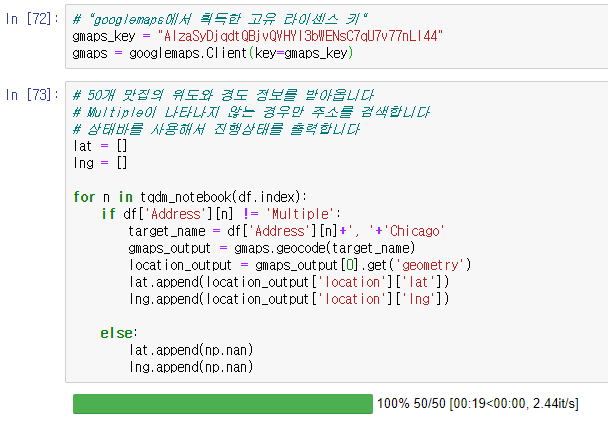 In [72]:
# "googlemaps에서 획득한 고유 라이센스 키"
gmaps_key =
gmaps = googlemaps.Client(key=gmaps_key)
In [73]:
# 50개 맛집의 위도와 경도 정보를 받아옵니다
# Multiple이 나타나지 않는 경우만 주소를 검색합니다
# 상태바를 사용해서 진행상태를 출력합니다
lat = []
lng = []
for n in tqdm_notebook(df.index):
if df['Address'][n] != 'Multiple':
target_name = df['Address'][n]+', '+'Chicago'
gmaps_output = gmaps.geocode(target_name)
location_output = gmaps_output[0].get('geometry')
lat.append(location_output['location']['lat'])
lng.append(location_output['location']['lng'])
else:
lat.append(np.nan)
lng.append(np.nan)
100% 50/50 [00:19<00:00, 2.44it/s]